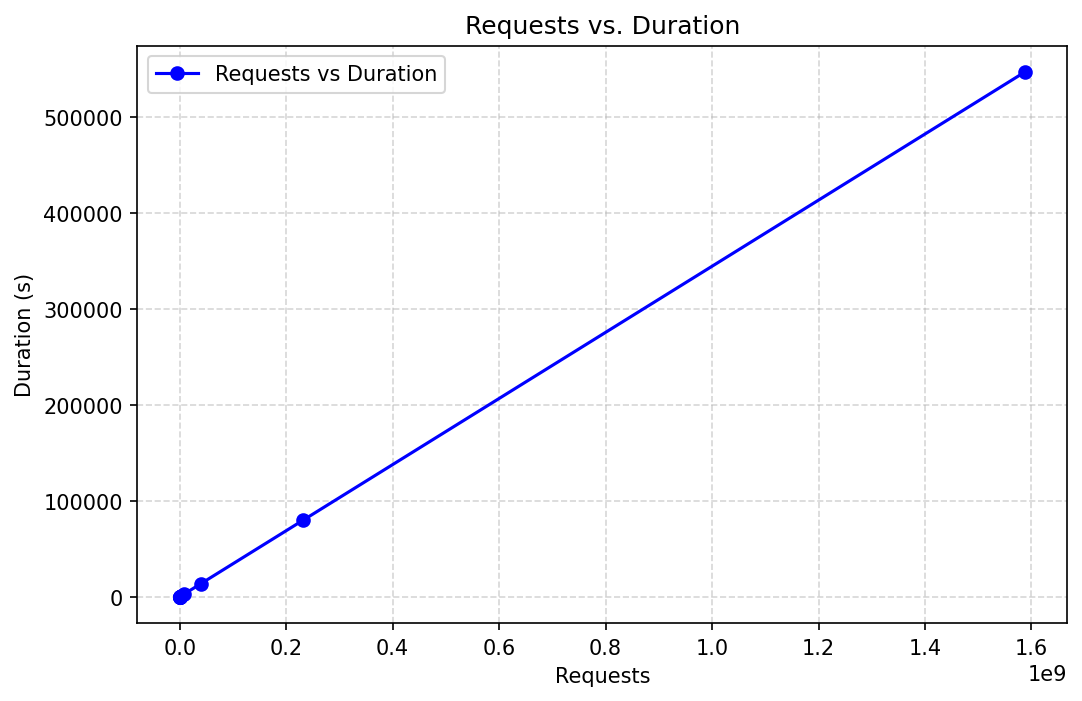 Requests vs. Duration
Requests vs Duration
Duration (s)
500000
400000
300000
200000
100000
0
0.0 0.2 0.4 0.6 0.8 1.0 1.2 1.4 1.6
1e9
Requests